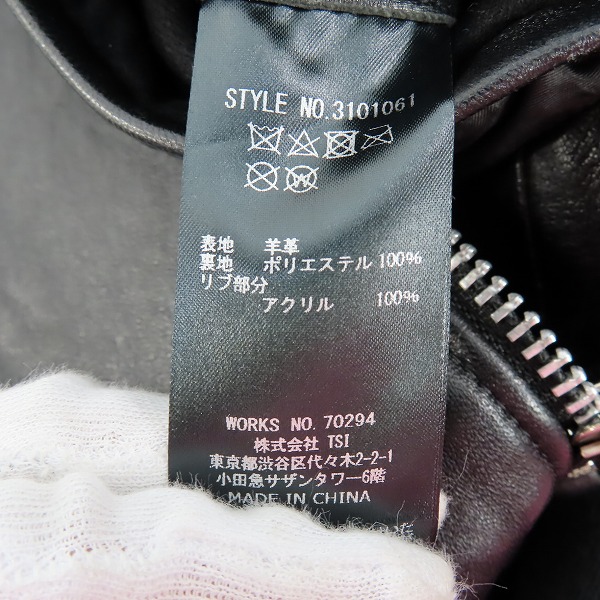 STYLE NO.3101061
W
表地 羊革
裏地 ポリエステル 100%
リブ部分
アクリル 100%
WORKS NO. 70294
株式会社 TSI
東京都渋谷区代々木2-2-1
小田急サザンタワー6階
MADE IN CHINA